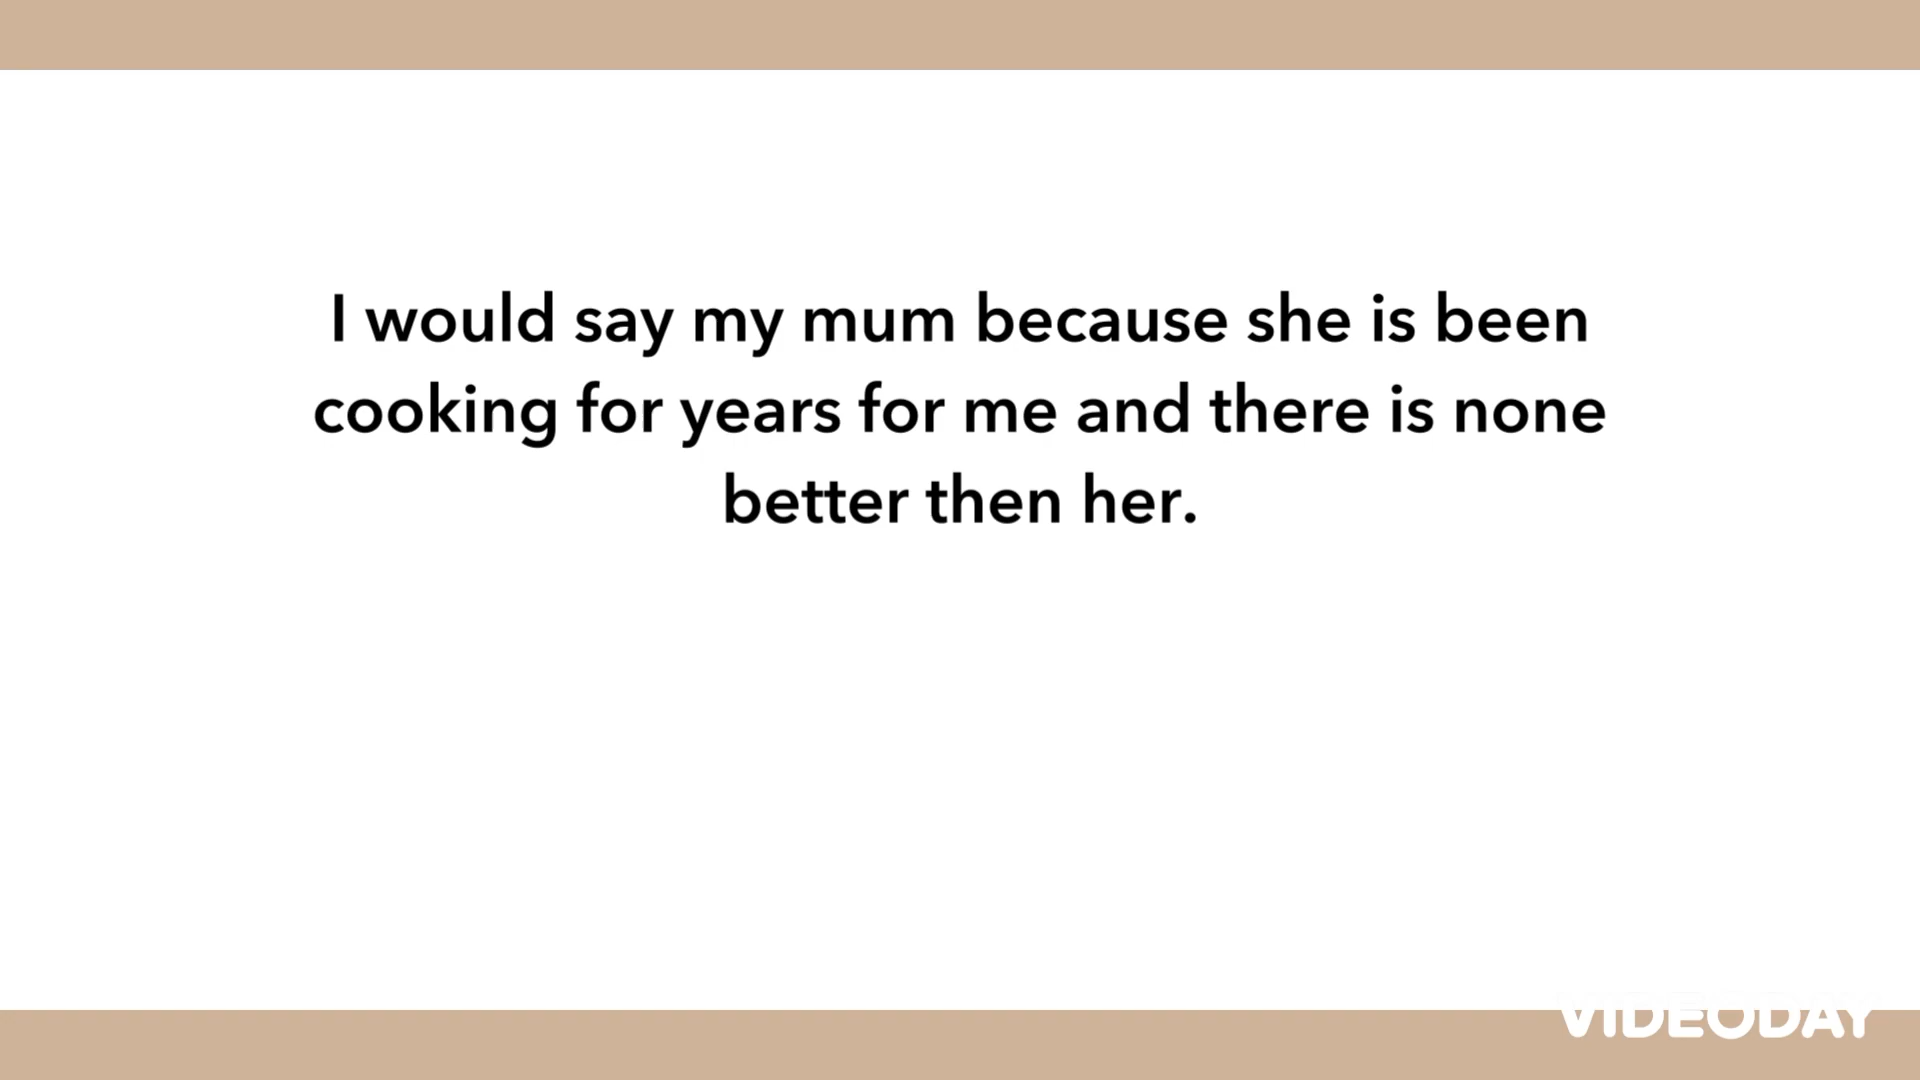 I would say my mum because she is been
cooking for years for me and there is none
better then her.
VIDEODAY